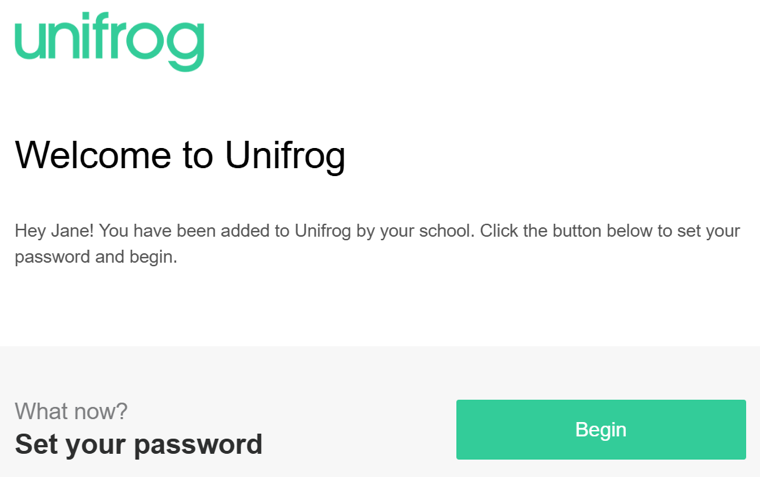 unifrog
Welcome to Unifrog
Hey Jane! You have been added to Unifrog by your school. Click the button below to set your
password and begin.
What now?
Set your password
Begin